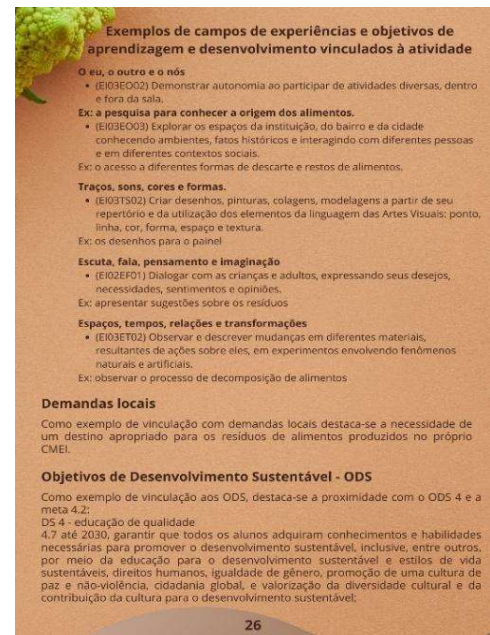 Exemplos de campos de experiências e objetivos de
aprendizagem e desenvolvimento vinculados à atividade
O eu, o outro e o nós
• (EI03EO02) Demonstrar autonomia ao participar de atividades diversas, dentro
e fora da sala.
Ex: a pesquisa para conhecer a origem dos alimentos.
• (EI03EO03) Explorar os espaços da instituição, do bairro e da cidade
conhecendo ambientes, fatos históricos e interagindo com diferentes pessoas
e em diferentes contextos sociais.
Ex: o acesso a diferentes formas de descarte e restos de alimentos.
Traços, sons, cores e formas.
• (EI03TS02) Criar desenhos, pinturas, colagens, modelagens a partir de seu
repertório e da utilização dos elementos da linguagem das Artes Visuais: ponto,
linha, cor, forma, espaço e textura.
Ex: os desenhos para o painel
Escuta, fala, pensamento e imaginação
• (EI02EF01) Dialogar com as crianças e adultos, expressando seus desejos,
necessidades, sentimentos e opiniões.
Ex: apresentar sugestões sobre os resíduos
Espaços, tempos, relações e transformações
• (EI03ET02) Observar e descrever mudanças em diferentes materiais,
resultantes de ações sobre eles, em experimentos envolvendo fenômenos
naturais e artificiais.
Ex: observar o processo de decomposição de alimentos
Demandas locais
Como exemplo de vinculação com demandas locais destaca-se a necessidade de
um destino apropriado para os resíduos de alimentos produzidos no próprio
CMEI.
Objetivos de Desenvolvimento Sustentável - ODS
Como exemplo de vinculação aos ODS, destaca-se a proximidade com o ODS 4 e a
meta 4.2:
DS 4 - educação de qualidade
4.7 até 2030, garantir que todos os alunos adquiram conhecimentos e habilidades
necessárias para promover o desenvolvimento sustentável, inclusive, entre outros,
por meio da educação para o desenvolvimento sustentável e estilos de vida
sustentáveis, direitos humanos, igualdade de gênero, promoção de uma cultura de
paz e não-violência, cidadania global, e valorização da diversidade cultural e da
contribuição da cultura para o desenvolvimento sustentável;
26